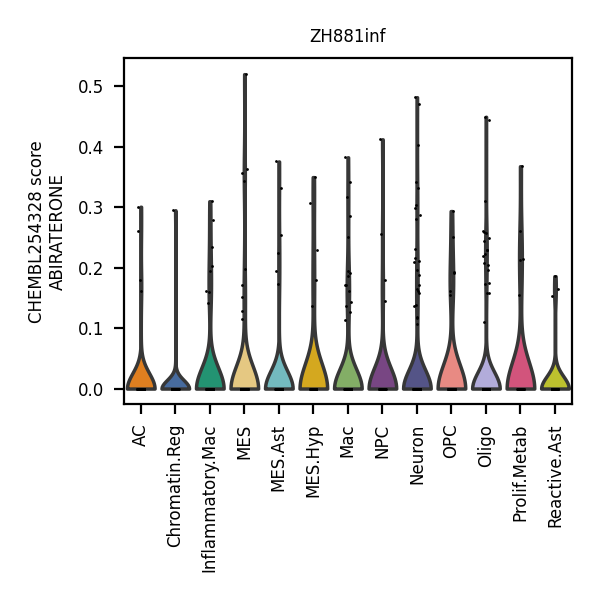 ZH881inf
CHEMBL254328 score
ABIRATERONE
0.5
0.4
0.3
0.2
0.1
0.0
AC
Chromatin.Reg
Inflammatory.Mac
MES
MES.Ast
MES.Hyp
Mac
NPC
Neuron
OPC
Oligo
Prolif.Metab
Reactive.Ast